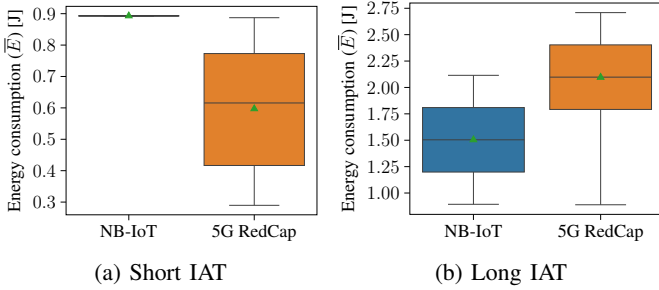 Energy consumption (E̅) [J]
0.9
0.8
0.7
0.6
0.5
0.4
0.3
NB-IoT 5G RedCap
(a) Short IAT
Energy consumption (E̅) [J]
2.75
2.50
2.25
2.00
1.75
1.50
1.25
1.00
NB-IoT 5G RedCap
(b) Long IAT